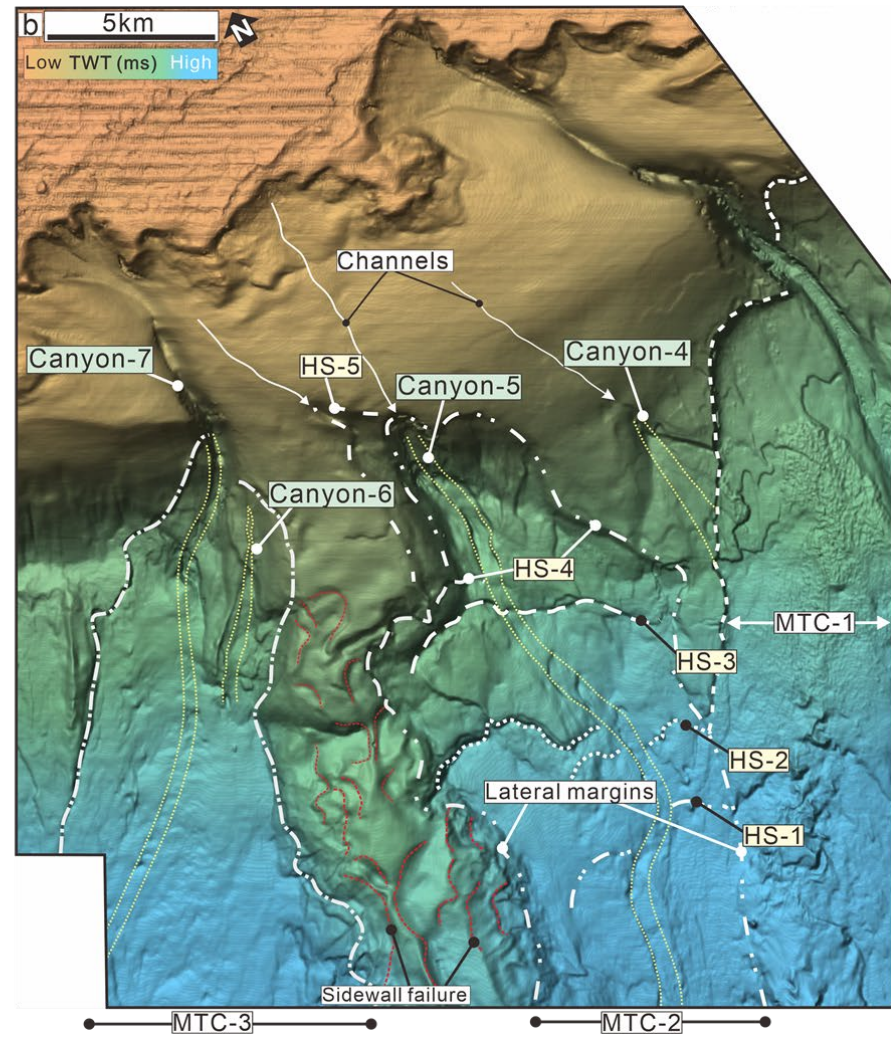 b
5km
N
Low TWT (ms) High
Channels
Canyon-7
HS-5
Canyon-5
Canyon-4
Canyon-6
HS-4
MTC-1
HS-3
HS-2
Lateral margins
HS-1
Sidewall failure
MTC-3
MTC-2